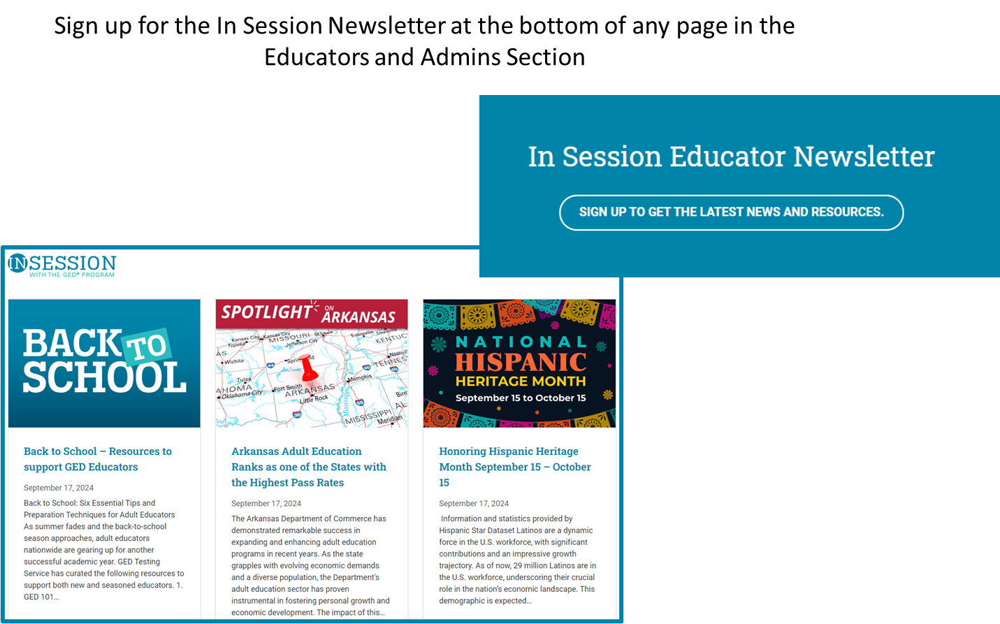 Sign up for the In Session Newsletter at the bottom of any page in the
Educators and Admins Section
In Session Educator Newsletter
SIGN UP TO GET THE LATEST NEWS AND RESOURCES.
IN SESSION
WITH THE GED® PROGRAM
BACK TO
SCHOOL
Back to School – Resources to
support GED Educators
September 17, 2024
Back to School: Six Essential Tips and
Preparation Techniques for Adult Educators
As summer fades and the back-to-school
season approaches, adult educators
nationwide are gearing up for another
successful academic year. GED Testing
Service has curated the following resources to
support both new and seasoned educators. 1.
GED 101...
SPOTLIGHT ON
ARKANSAS
Kansas City
Kansas City
Topeka
MISSOURI
St Louis
Jefferson City
Evansville
Louisville
KENTUC
AS
Wichita
44
Nashvil
TENNES
40
65
Tulsa
AHOMA
Oklahoma City
Fort Smith
ARKANSAS
Little Rock
Memphis
River
Mississippi
30
Birm
AL
MISSISSIPPI
Meridian
Arkansas Adult Education
Ranks as one of the States with
the Highest Pass Rates
September 17, 2024
The Arkansas Department of Commerce has
demonstrated remarkable success in
expanding and enhancing adult education
programs in recent years. As the state
grapples with evolving economic demands
and a diverse population, the Department's
adult education sector has proven
instrumental in fostering personal growth and
economic development. The impact of this...
NATIONAL
HISPANIC
HERITAGE MONTH
September 15 to October 15
Honoring Hispanic Heritage
Month September 15 – October
15
September 17, 2024
Information and statistics provided by
Hispanic Star Dataset Latinos are a dynamic
force in the U.S. workforce, with significant
contributions and an impressive growth
trajectory. As of now, 29 million Latinos are in
the U.S. workforce, underscoring their crucial
role in the nation's economic landscape. This
demographic is expected...